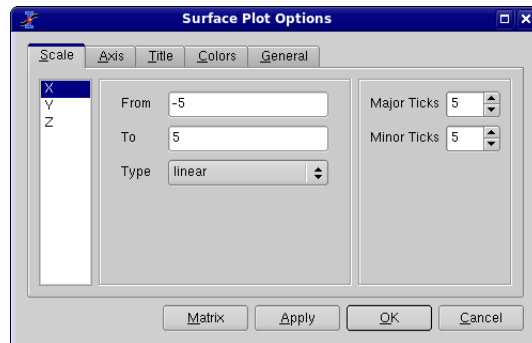 Surface Plot Options
Scale Axis Title Colors General
X
Y
Z
From -5
To 5
Type linear
Major Ticks 5
Minor Ticks 5
Matrix Apply OK Cancel